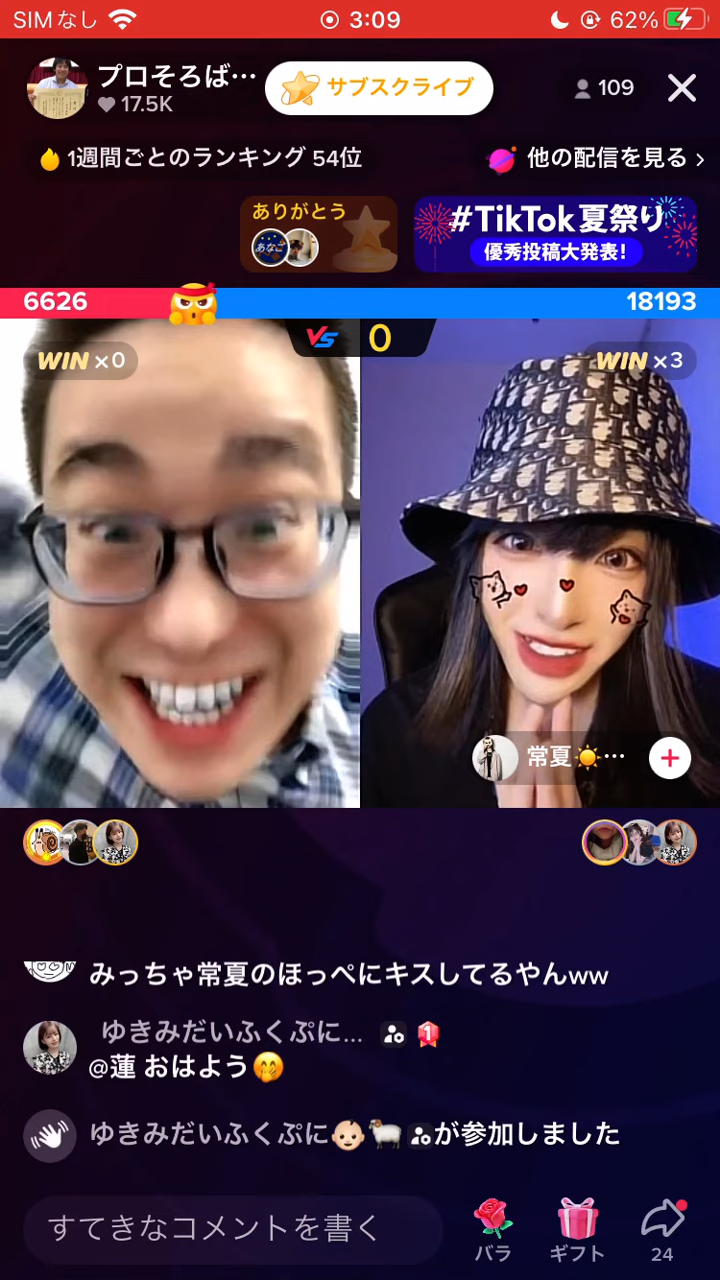 SIMなし 3:09 62%
プロそろば… サブスクライブ 109
17.5K
1週間ごとのランキング 54位 他の配信を見る
ありがとう #TikTok夏祭り
あなご 優秀投稿大発表!
6626 18193
VS 0
WIN ×0 WIN ×3
常夏☀️…
みっちゃ常夏のほっぺにキスしてるやんww
ゆきみだいふくぷに… 1
@蓮 おはよう🤭
ゆきみだいふくぷに👶🏻🐑が参加しました
すてきなコメントを書く
バラ ギフト 24